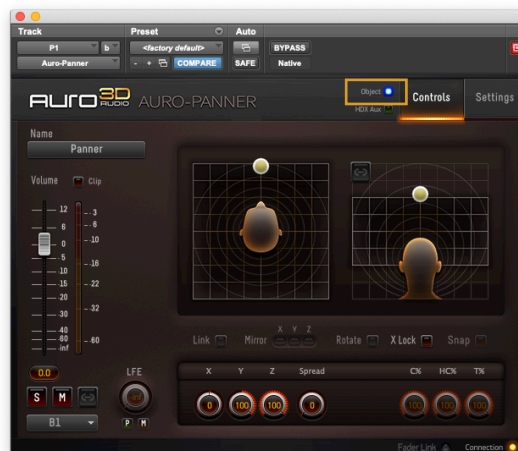 Track Preset Auto
P1 b <factory default> BYPASS
Auro-Panner - + COMPARE SAFE Native
AURO 3D AUDIO AURO-PANNER Object HDX Aux Controls Settings
Name
Panner
Volume Clip
12
6
0
5
10
15
20
30
40
60
inf
3
6
-10
-16
-22
-32
-60
X Y Z
Link Mirror Rotate X Lock Snap
0.0 LFE
X Y Z Spread C% HC% T%
0 100 100 0 100 100 100
S M -inf
B1 P M
Fader Link Connection